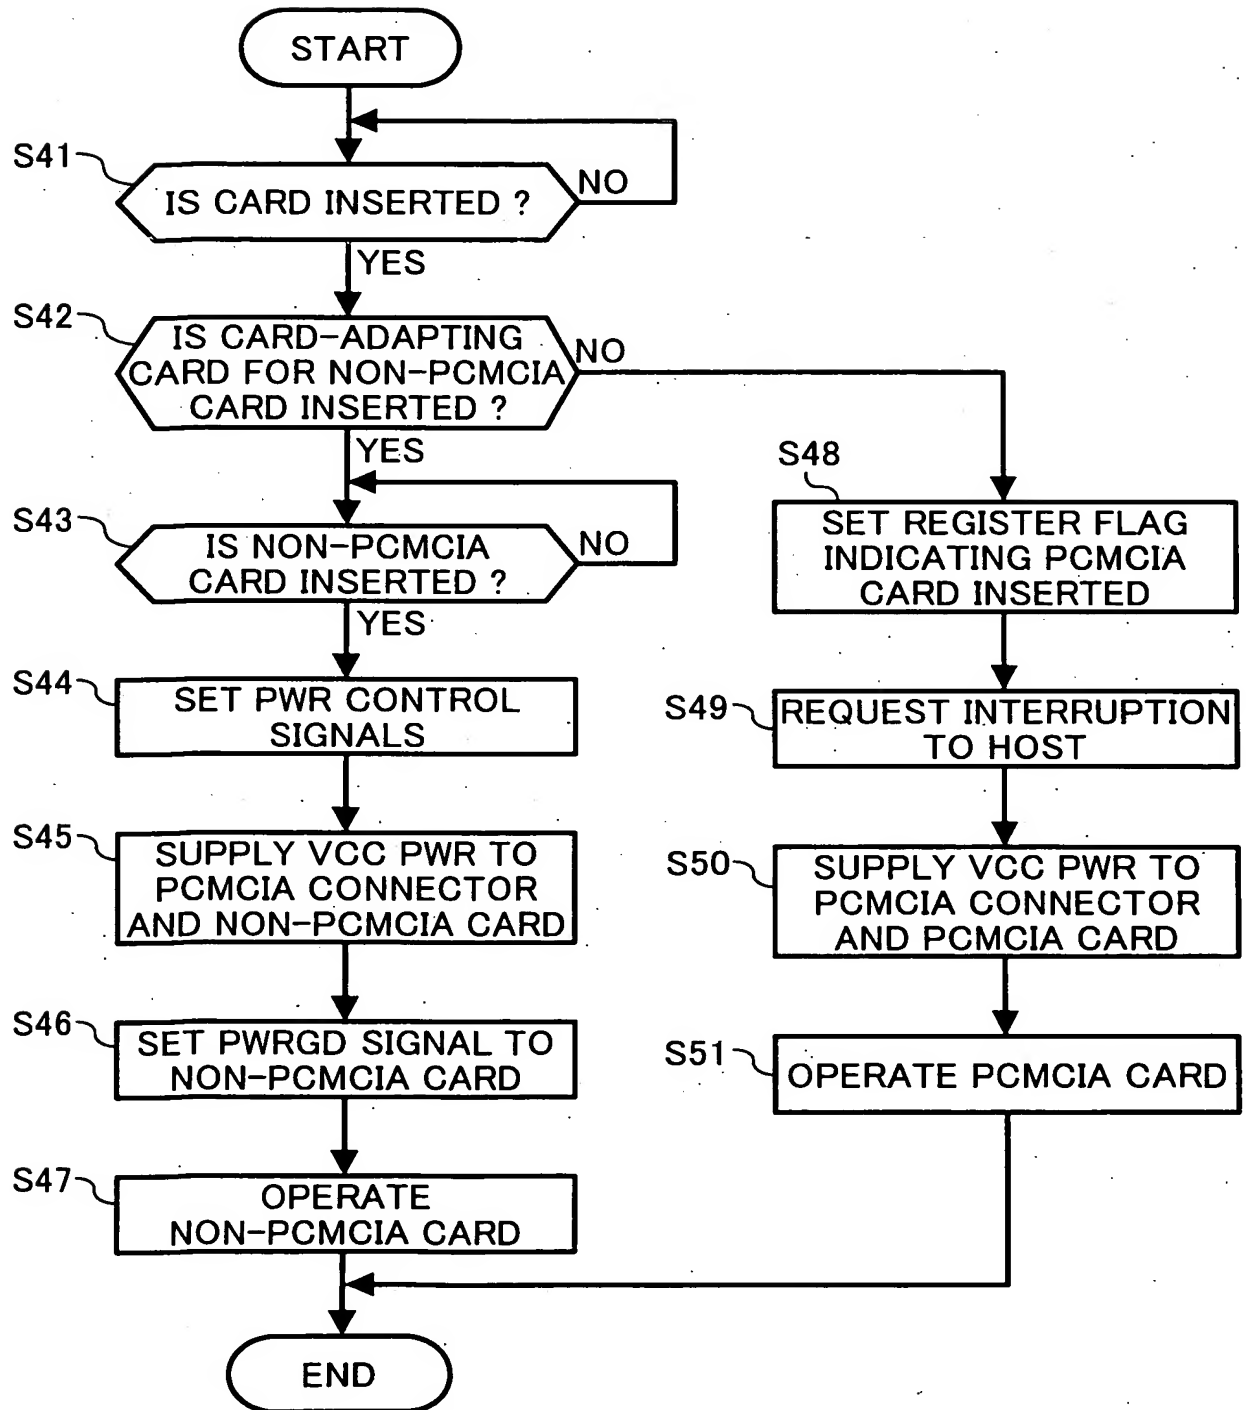 START
S41
IS CARD INSERTED ?
NO
YES
S42
IS CARD-ADAPTING
CARD FOR NON-PCMCIA
CARD INSERTED ?
NO
YES
S43
IS NON-PCMCIA
CARD INSERTED ?
NO
YES
S44
SET PWR CONTROL
SIGNALS
S45
SUPPLY VCC PWR TO
PCMCIA CONNECTOR
AND NON-PCMCIA CARD
S46
SET PWRGD SIGNAL TO
NON-PCMCIA CARD
S47
OPERATE
NON-PCMCIA CARD
S48
SET REGISTER FLAG
INDICATING PCMCIA
CARD INSERTED
S49
REQUEST INTERRUPTION
TO HOST
S50
SUPPLY VCC PWR TO
PCMCIA CONNECTOR
AND PCMCIA CARD
S51
OPERATE PCMCIA CARD
END